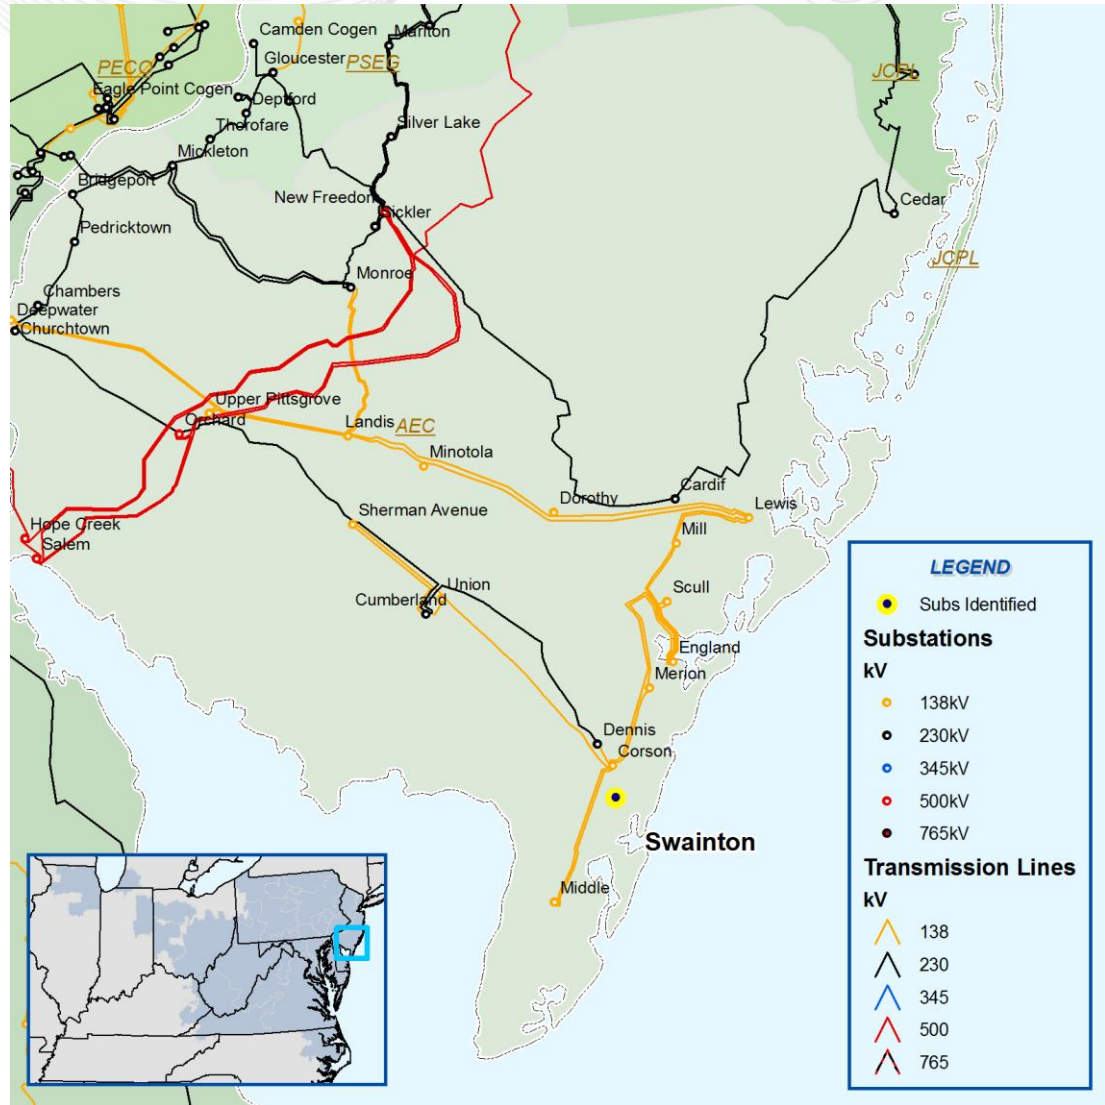 Camden Cogen
Marlton
Gloucester
PSEG
PECO
JCPL
Eagle Point Cogen
Deptford
Thorofare
Silver Lake
Mickleton
Bridgeport
New Freedom
Sickler
Cedar
Pedricktown
JCPL
Monroe
Chambers
Deepwater
Churchtown
Upper Pittsgrove
Orchard
Landis
AEC
Minotola
Cardif
Dorothy
Lewis
Sherman Avenue
Hope Creek
Mill
Salem
Union
Scull
Cumberland
England
Merion
Dennis
Corson
Swainton
Middle
LEGEND
Subs Identified
Substations
kV
138kV
230kV
345kV
500kV
765kV
Transmission Lines
kV
138
230
345
500
765